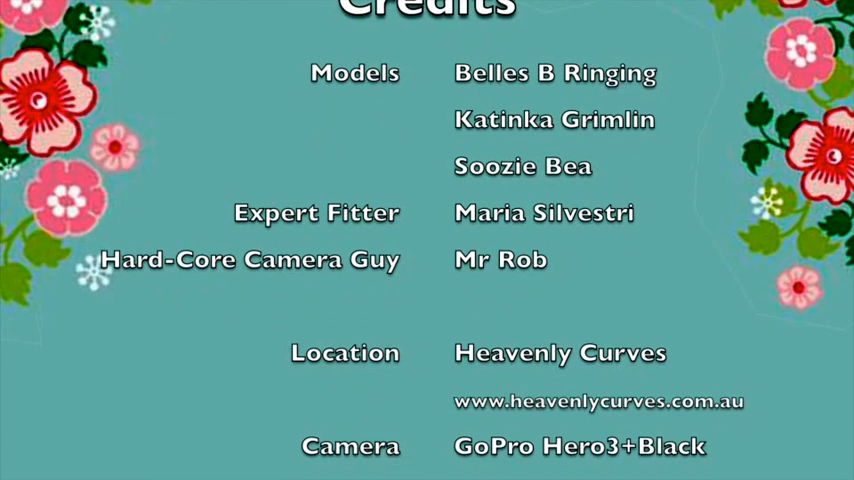 Credits
Models Belles B Ringing
Katinka Grimlin
Soozie Bea
Expert Fitter Maria Silvestri
Hard-Core Camera Guy Mr Rob
Location Heavenly Curves
www.heavenlycurves.com.au
Camera GoPro Hero3+Black